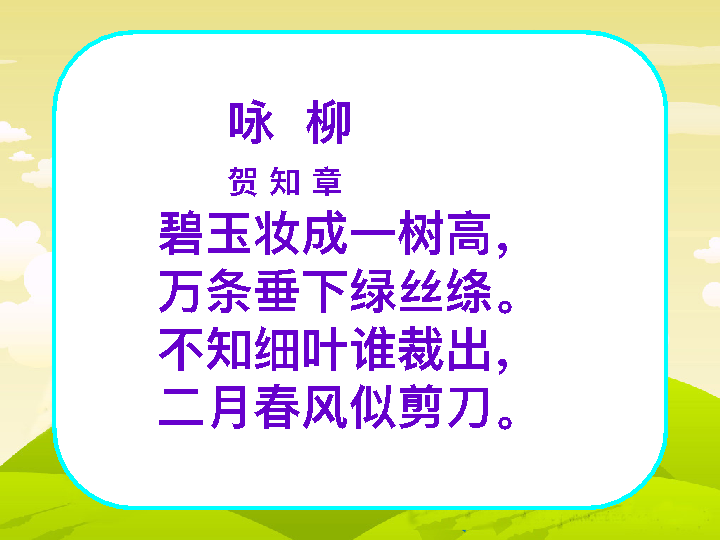 咏 柳
贺 知 章
碧玉妆成一树高，
万条垂下绿丝绦。
不知细叶谁裁出，
二月春风似剪刀。